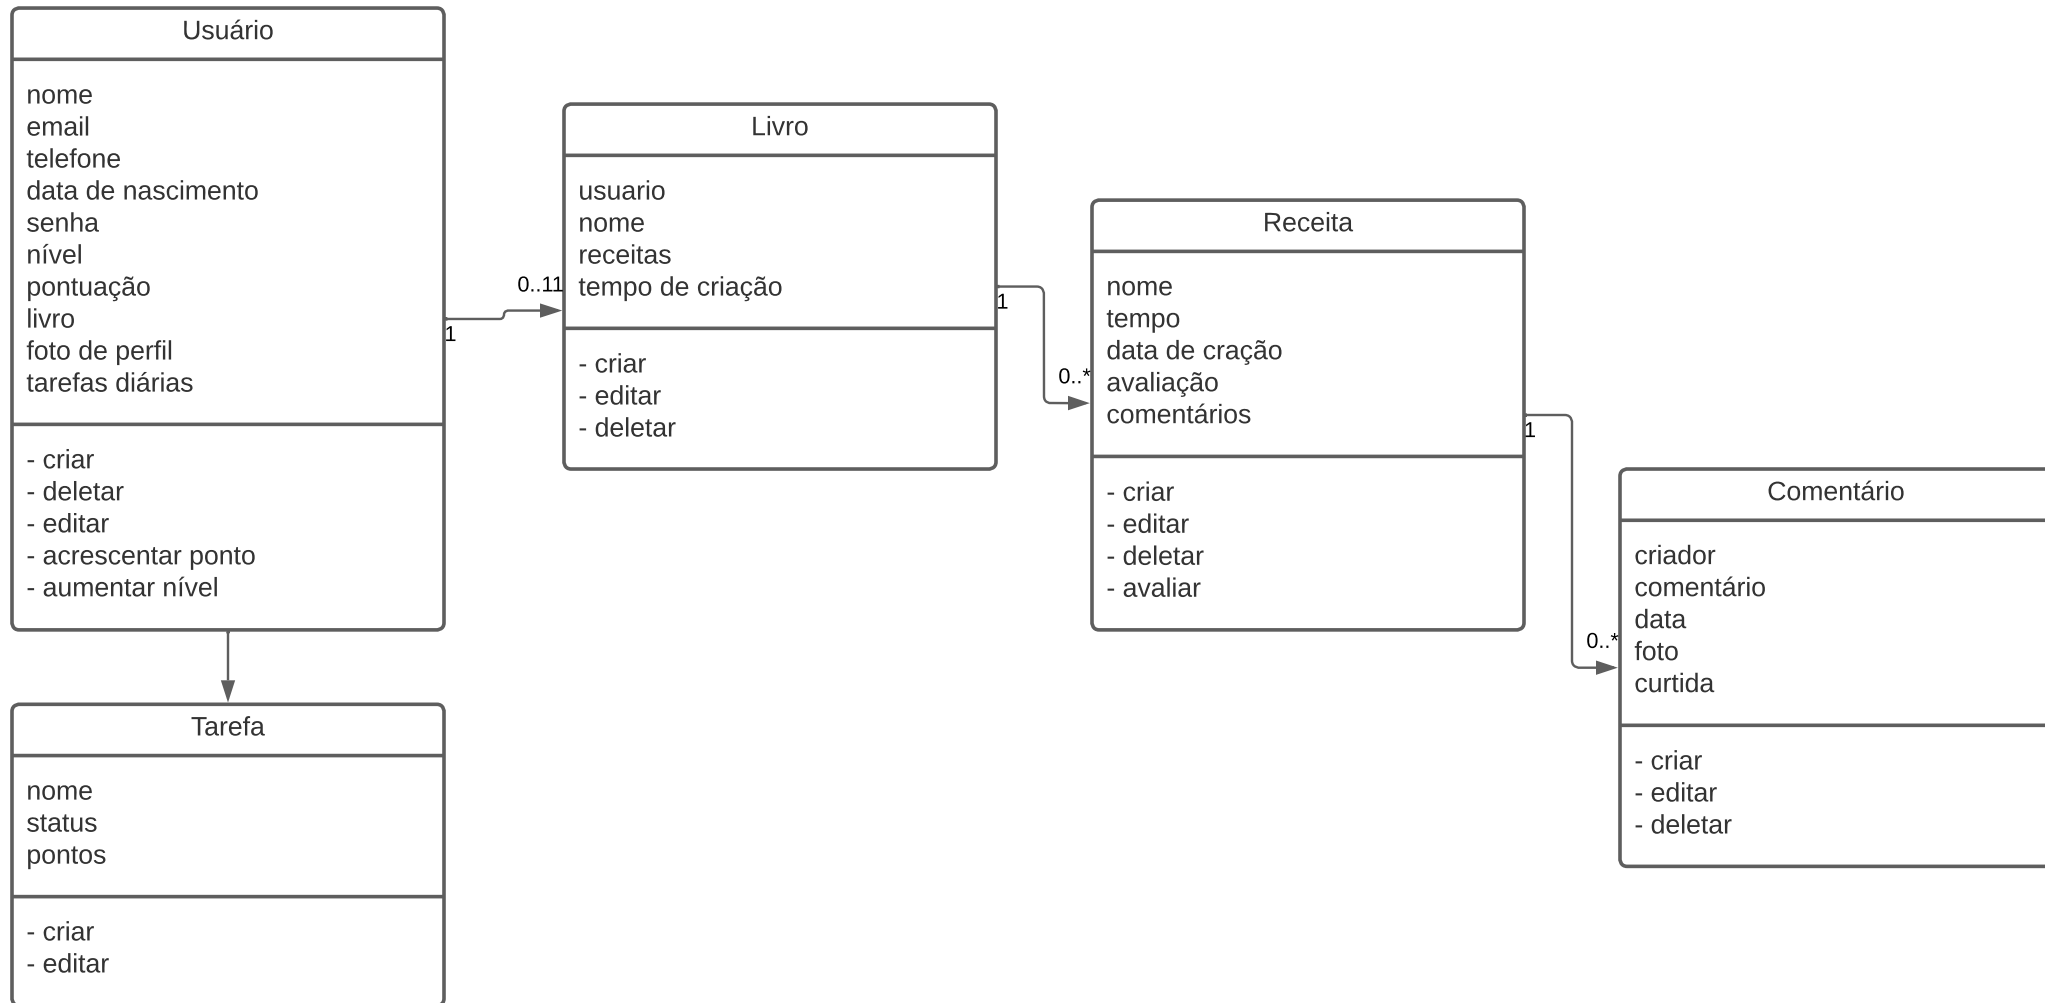 Usuário
nome
email
telefone
data de nascimento
senha
nível
pontuação
livro
foto de perfil
tarefas diárias
- criar
- deletar
- editar
- acrescentar ponto
- aumentar nível
1
0..11
Livro
usuario
nome
receitas
tempo de criação
- criar
- editar
- deletar
1
0..*
Receita
nome
tempo
data de cração
avaliação
comentários
- criar
- editar
- deletar
- avaliar
1
0..*
Comentário
criador
comentário
data
foto
curtida
- criar
- editar
- deletar
Tarefa
nome
status
pontos
- criar
- editar